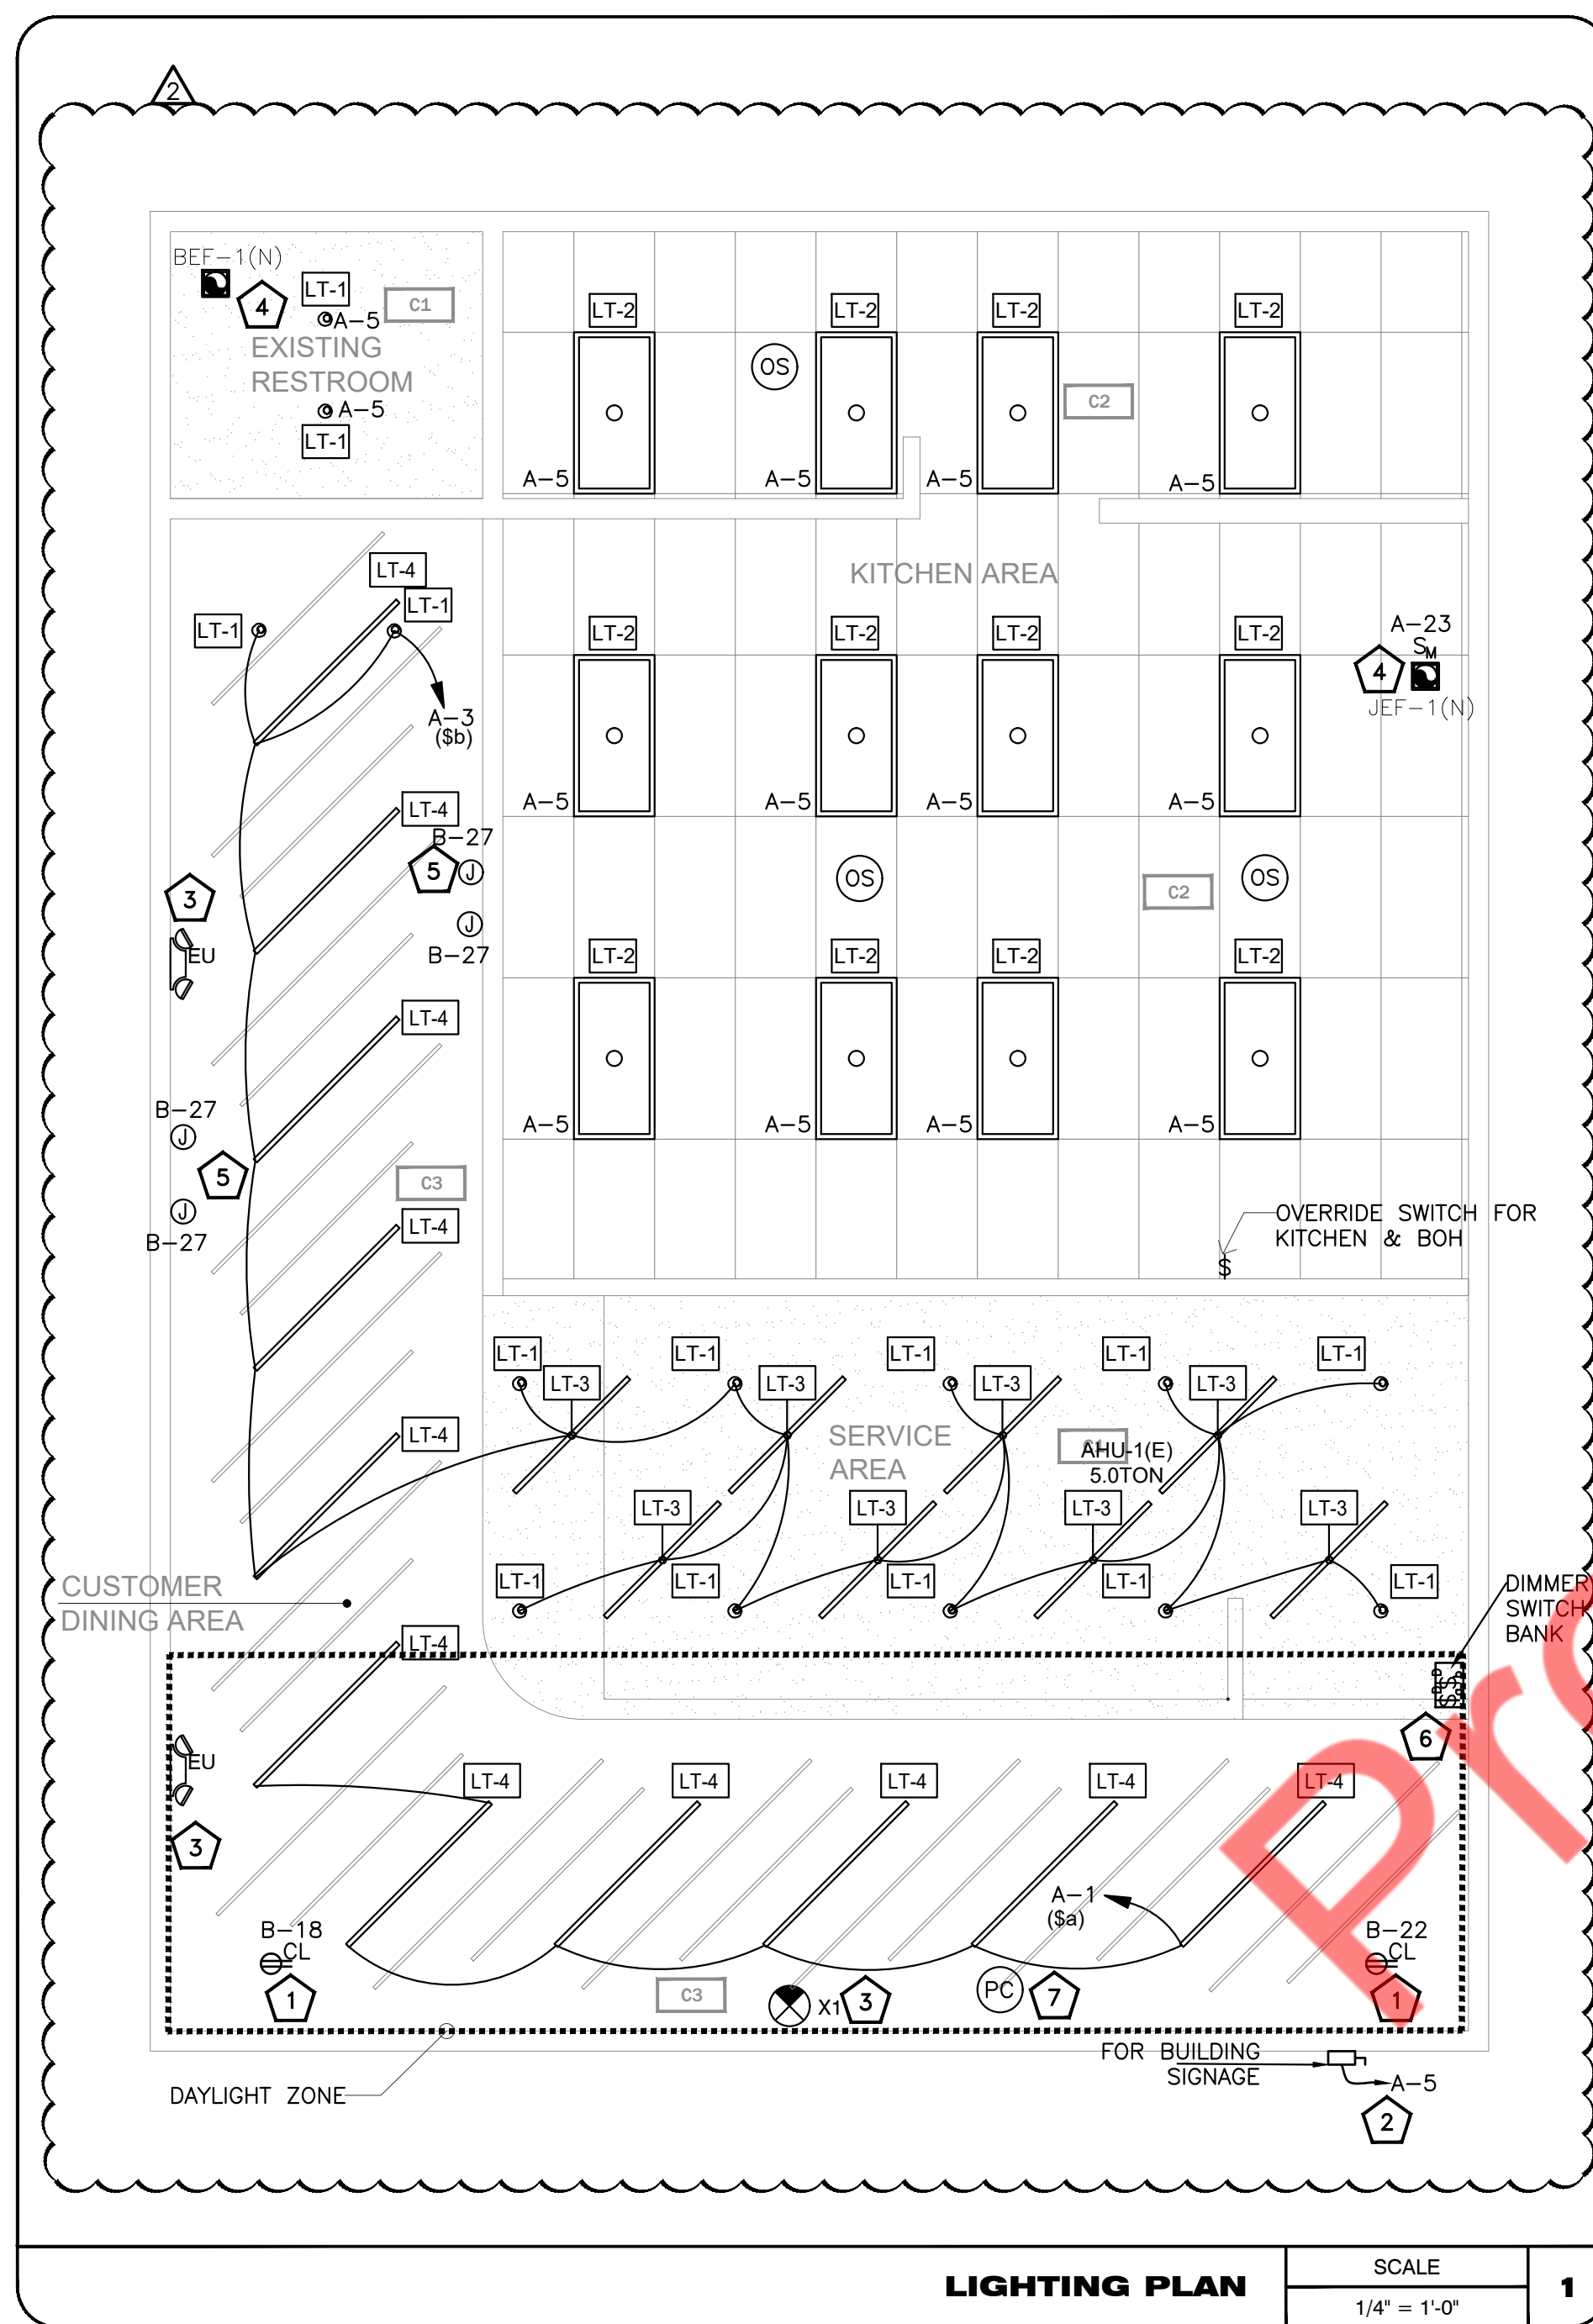 2
BEF-1(N)
4
LT-1
C1
A-5
EXISTING
RESTROOM
A-5
LT-1
LT-2
LT-2
LT-2
LT-2
OS
C2
A-5
A-5
A-5
A-5
KITCHEN AREA
LT-4
LT-1
LT-1
A-3
($b)
LT-2
LT-2
LT-2
LT-2
A-23
SM
4
JEF-1(N)
A-5
A-5
A-5
A-5
LT-4
B-27
5
J
J
B-27
3
EU
OS
C2
OS
LT-2
LT-2
LT-2
LT-2
LT-4
A-5
A-5
A-5
A-5
B-27
J
5
J
B-27
C3
LT-4
OVERRIDE SWITCH FOR
KITCHEN & BOH
$
LT-1
LT-1
LT-1
LT-1
LT-1
LT-3
LT-3
LT-3
LT-3
LT-4
SERVICE
AREA
AHU-1(E)
5.0TON
LT-3
LT-3
LT-3
LT-3
LT-1
LT-1
LT-1
LT-1
LT-1
CUSTOMER
DINING AREA
DIMMER
SWITCH
BANK
LT-4
6
EU
3
LT-4
LT-4
LT-4
LT-4
LT-4
A-1
($a)
B-18
CL
1
C3
X1
3
PC
7
B-22
CL
1
DAYLIGHT ZONE
FOR BUILDING
SIGNAGE
A-5
2
LIGHTING PLAN
SCALE
1/4" = 1'-0"
1